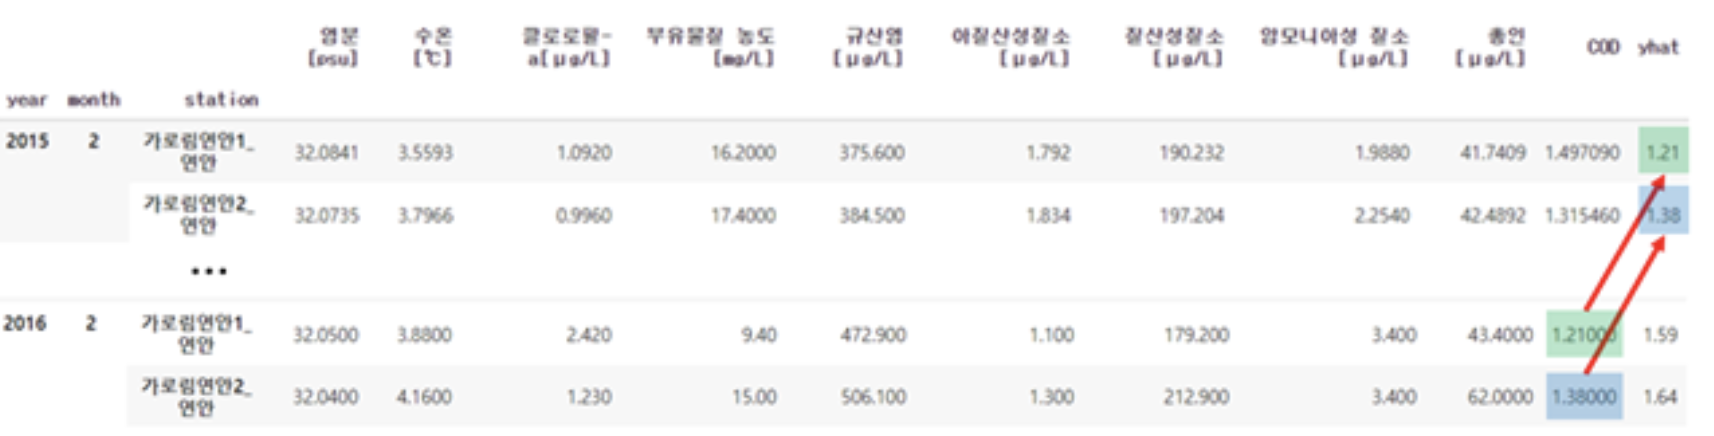 염분 [psu] 수온 [℃] 클로로필-a[μg/L] 부유물질 농도 [mg/L] 규산염 [μg/L] 아질산성질소 [μg/L] 질산성질소 [μg/L] 암모니아성 질소 [μg/L] 총인 [μg/L] COD yhat
year month station
2015 2 가로림연안1_연안 32.0841 3.5593 1.0920 16.2000 375.600 1.792 190.232 1.9880 41.7409 1.497090 1.21
가로림연안2_연안 32.0735 3.7966 0.9960 17.4000 384.500 1.834 197.204 2.2540 42.4892 1.315460 1.38
•••
2016 2 가로림연안1_연안 32.0500 3.8800 2.420 9.40 472.900 1.100 179.200 3.400 43.4000 1.21000 1.59
가로림연안2_연안 32.0400 4.1600 1.230 15.00 506.100 1.300 212.900 3.400 62.0000 1.38000 1.64